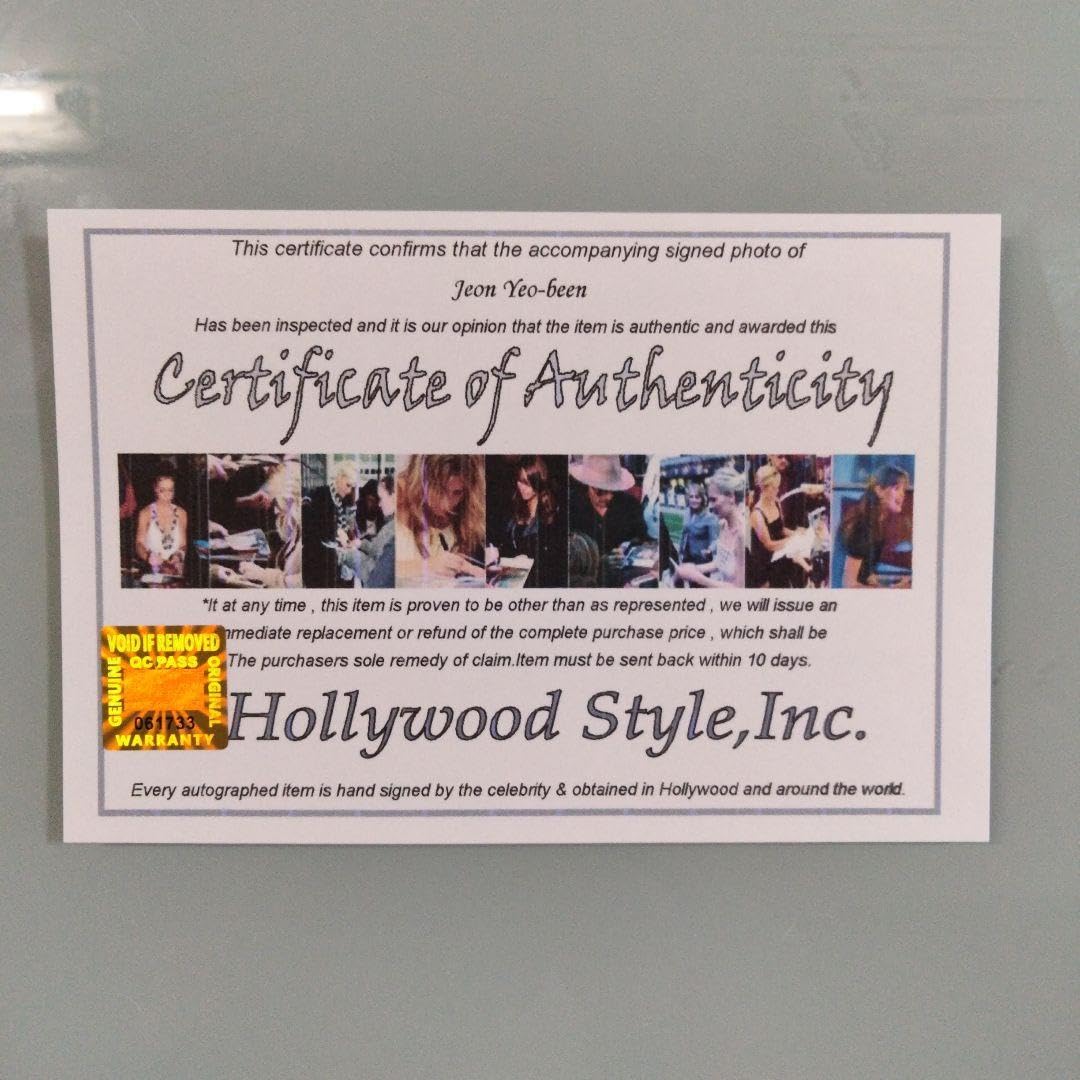 This certificate confirms that the accompanying signed photo of
Jeon Yeo-been
Has been inspected and it is our opinion that the item is authentic and awarded this
Certificate of Authenticity
*It at any time , this item is proven to be other than as represented , we will issue an
mmediate replacement or refund of the complete purchase price , which shall be
The purchasers sole remedy of claim.Item must be sent back within 10 days.
VOID IF REMOVED
QC PASS
GENUINE
ORIGINAL
061733
WARRANTY
Hollywood Style,Inc.
Every autographed item is hand signed by the celebrity & obtained in Hollywood and around the world.